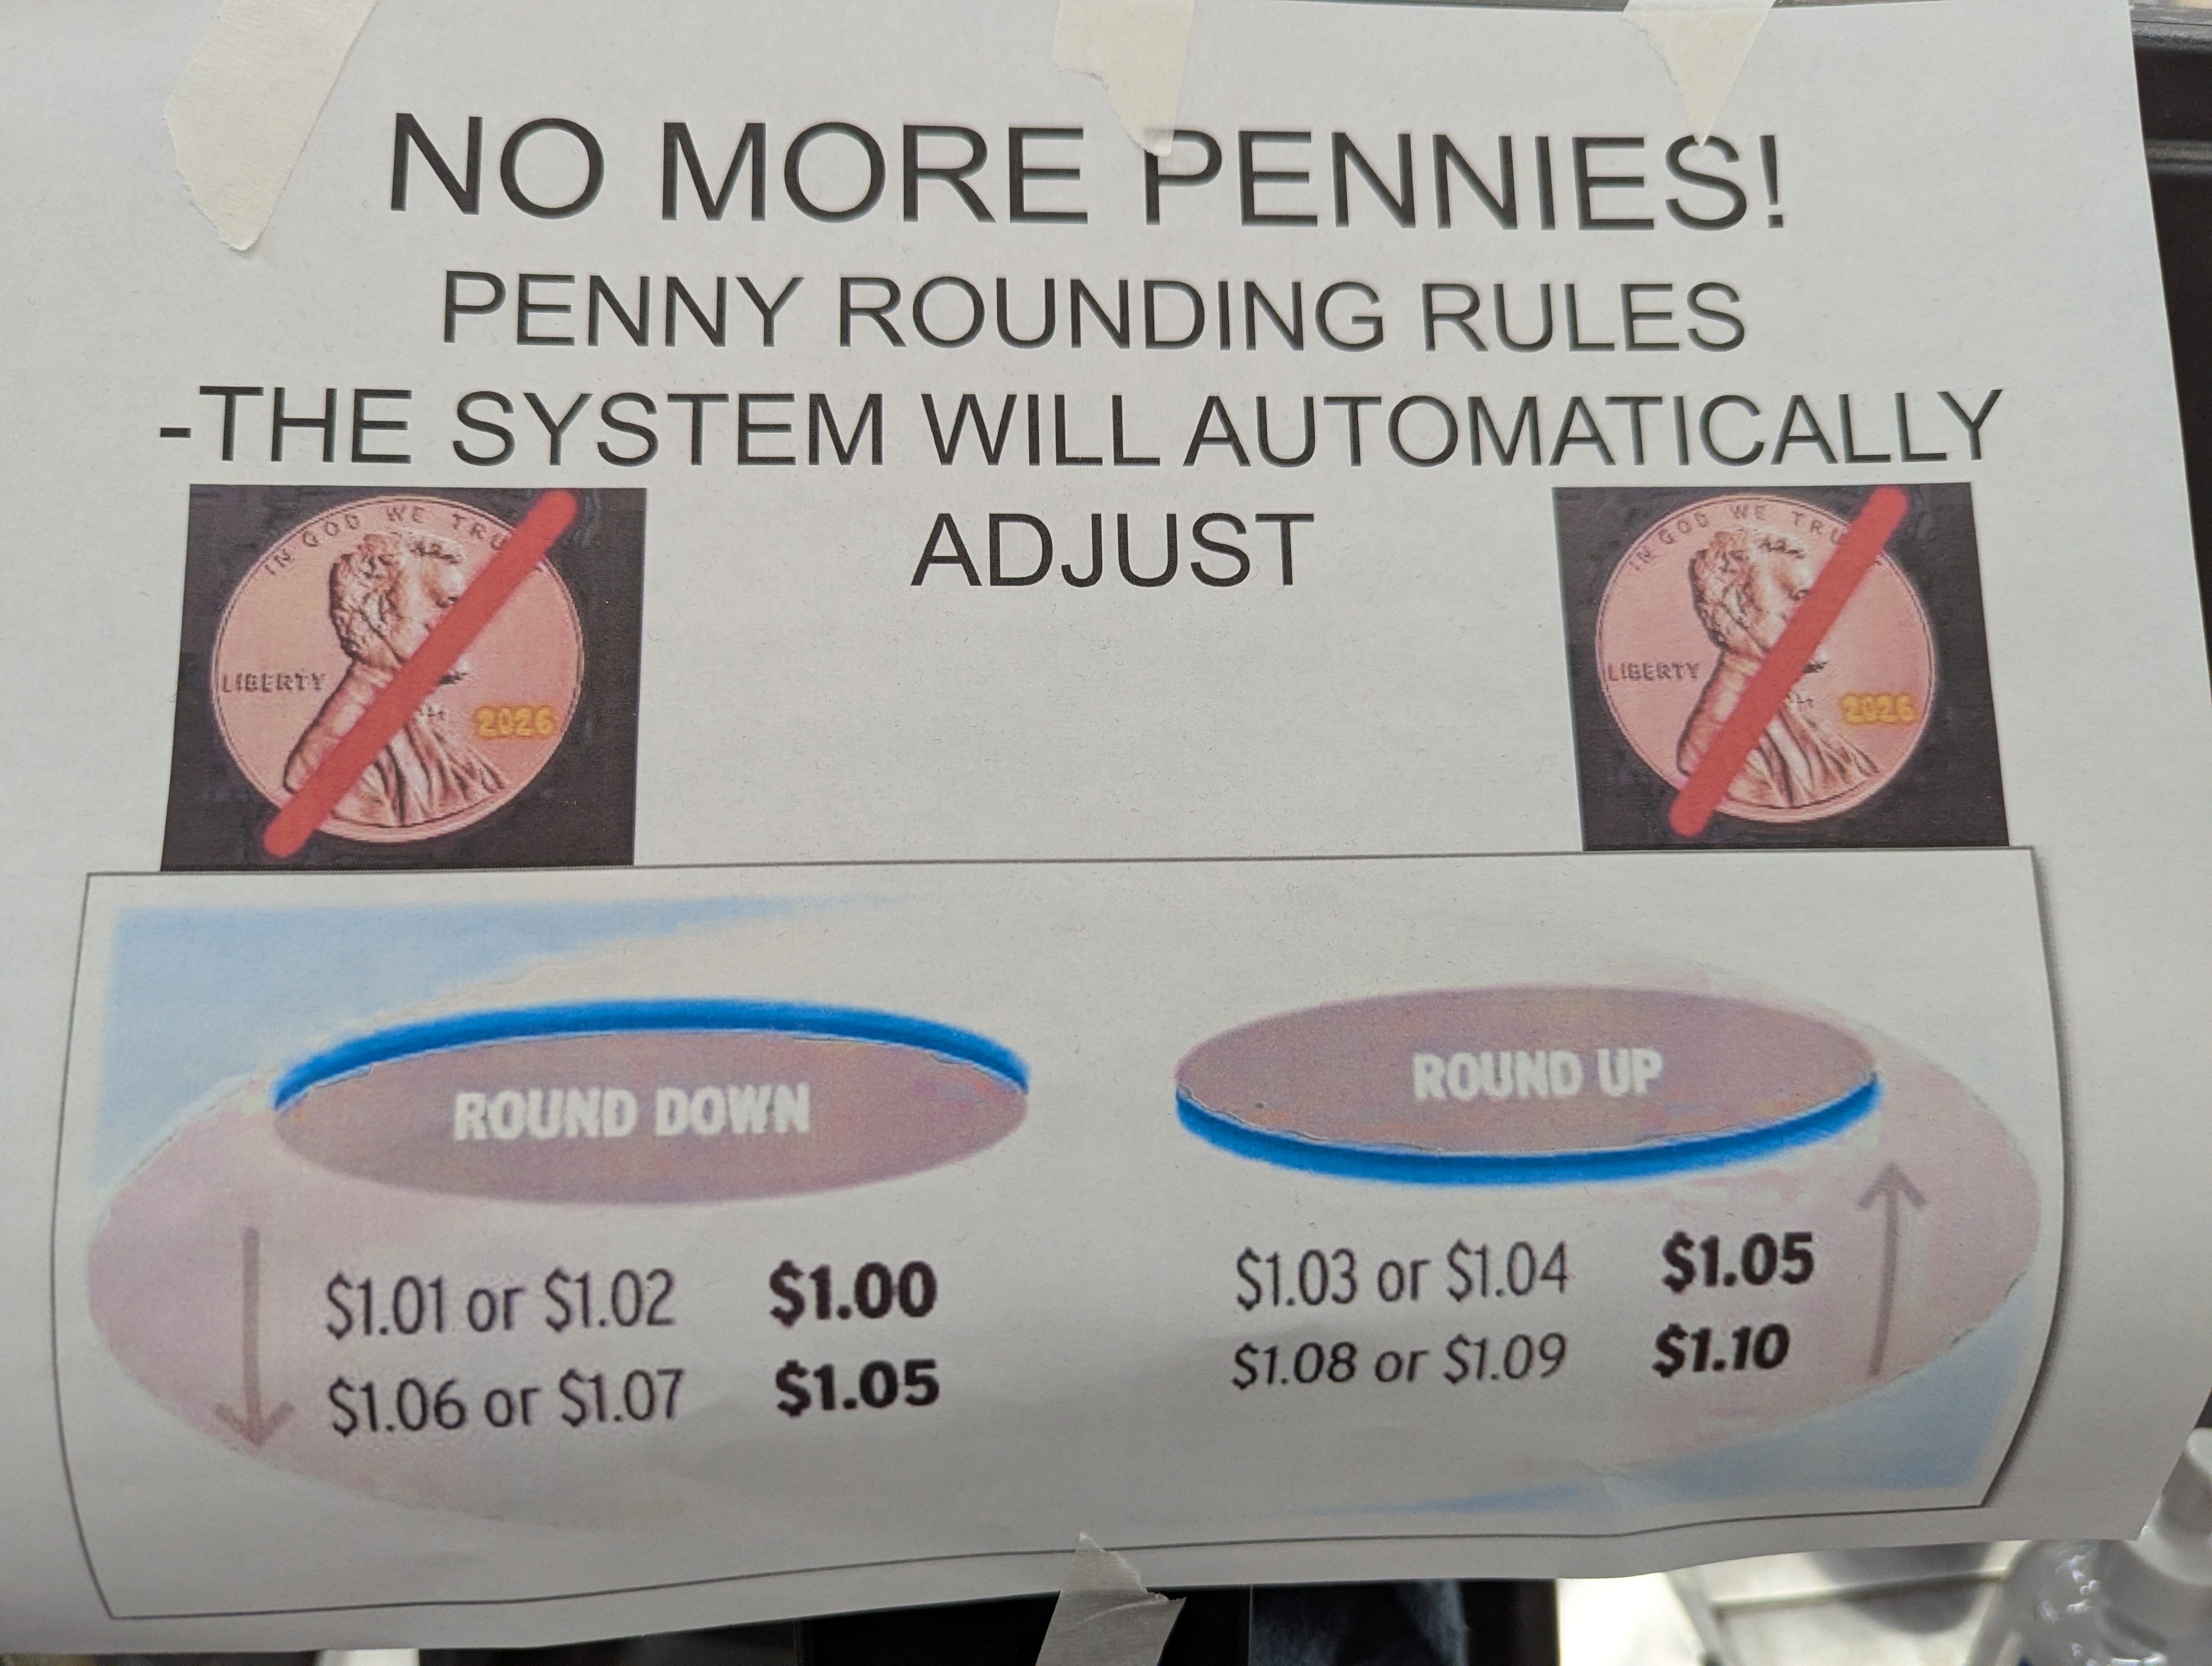 NO MORE PENNIES!
PENNY ROUNDING RULES
-THE SYSTEM WILL AUTOMATICALLY
ADJUST
IN GOD WE TRU
LIBERTY
2026
IN GOD WE TRU
LIBERTY
2026
ROUND DOWN
$1.01 or $1.02 $1.00
$1.06 or $1.07 $1.05
ROUND UP
$1.03 or $1.04 $1.05
$1.08 or $1.09 $1.10